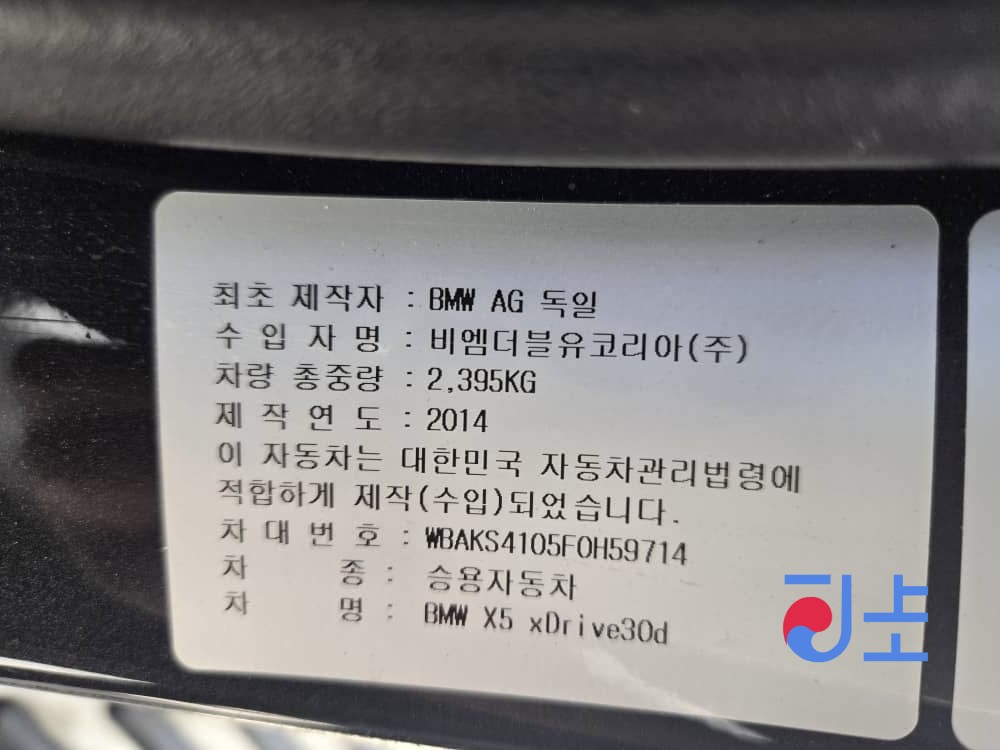 최초 제작자 : BMW AG 독일
수 입 자 명 : 비엠더블유코리아(주)
차량 총중량 : 2,395KG
제 작 연 도 : 2014
이 자동차는 대한민국 자동차관리법령에
적합하게 제작(수입)되었습니다.
차 대 번 호 : WBAKS4105F0H59714
차 종 : 승용자동차
차 명 : BMW X5 xDrive30d